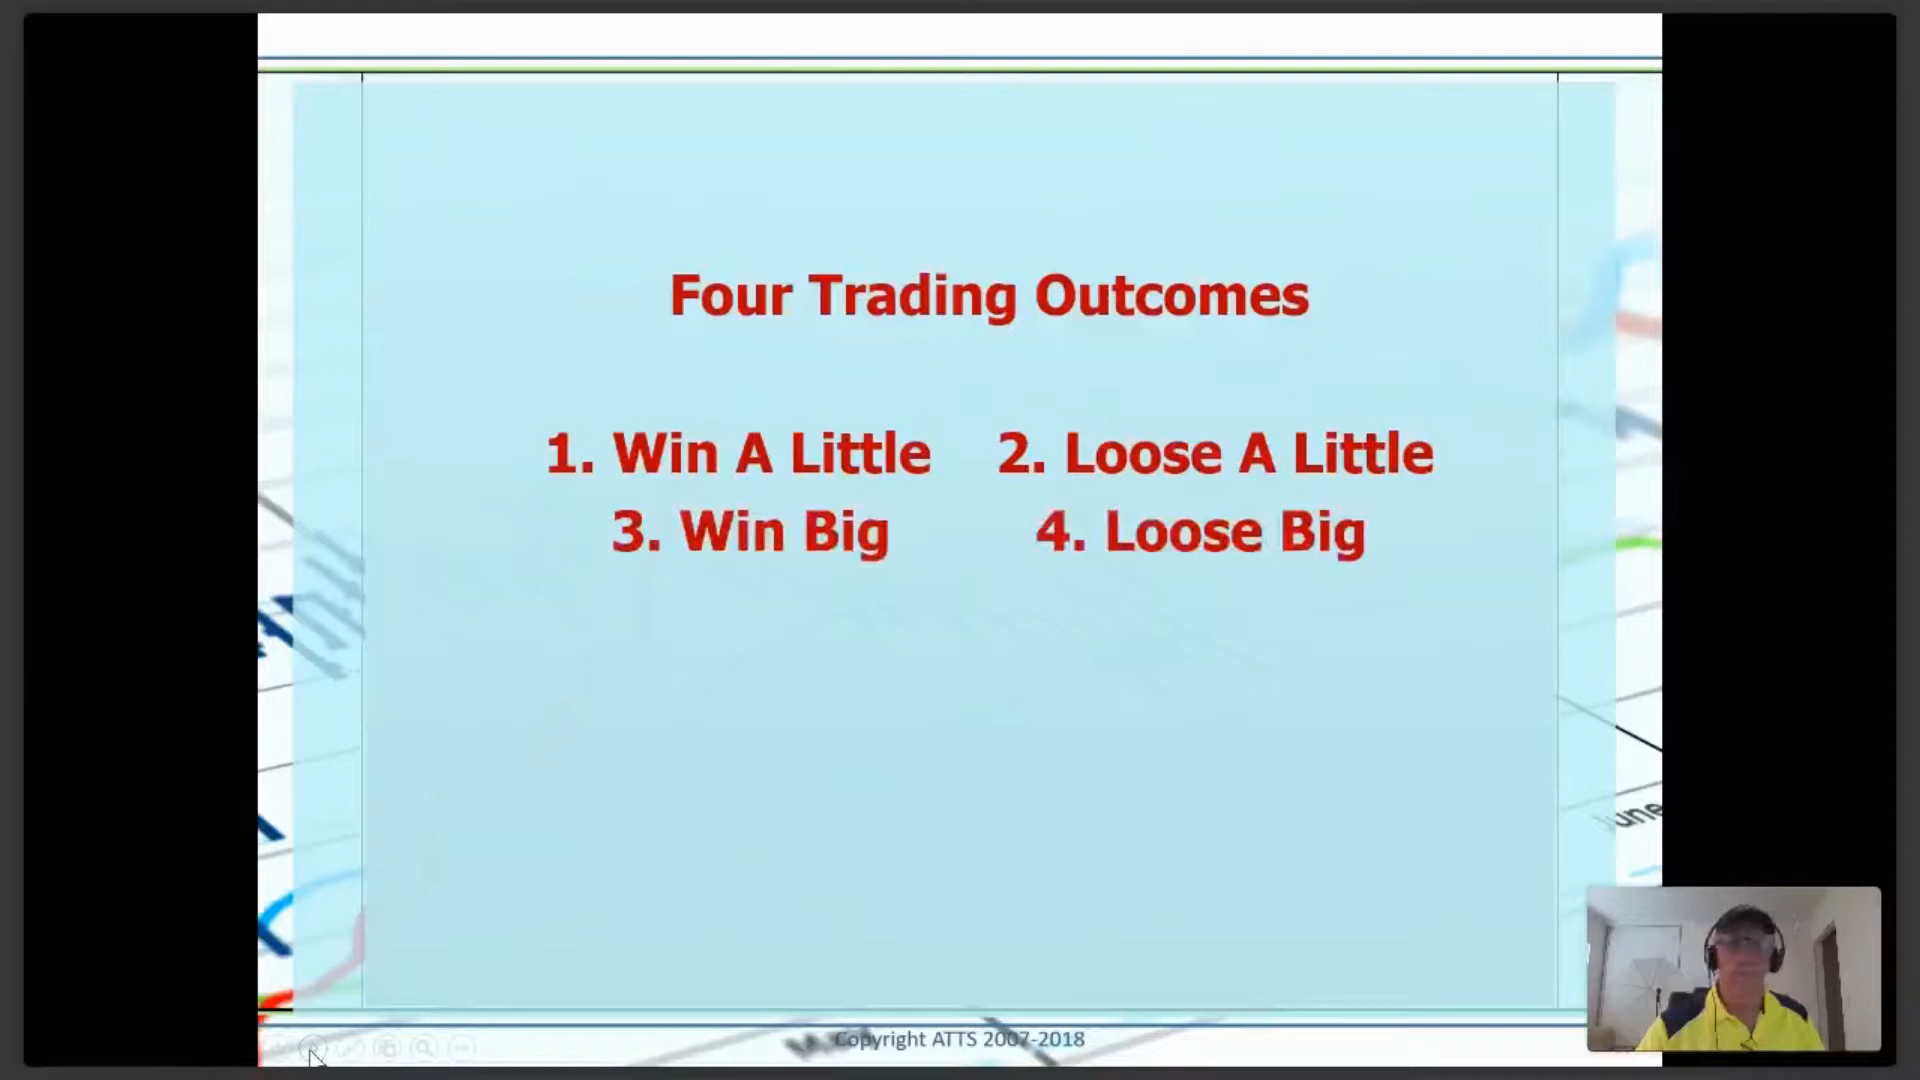 Four Trading Outcomes
1. Win A Little 2. Loose A Little
3. Win Big 4. Loose Big
June
Copyright ATTS 2007-2018